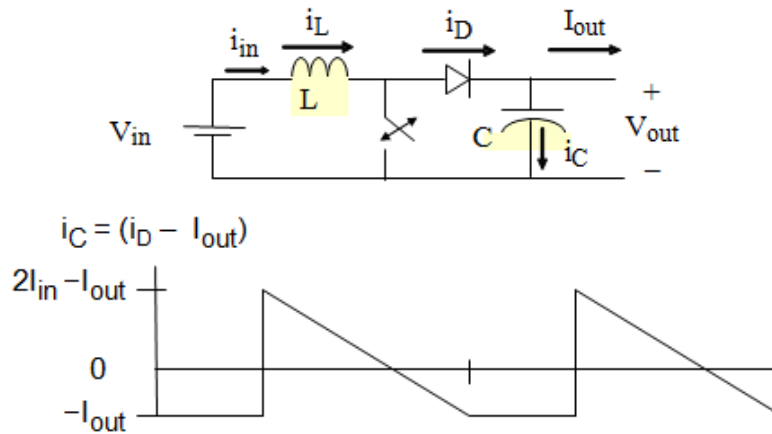 i_in
i_L
i_D
I_out
L
V_in
C
i_C
+
V_out
−
i_C = (i_D − I_out)
2I_in −I_out
0
−I_out